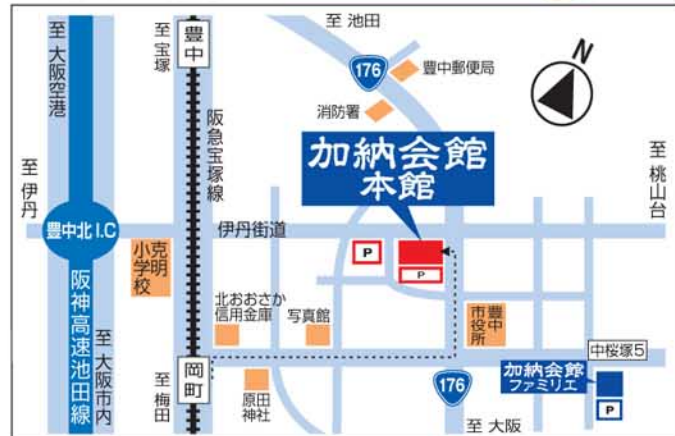 至 池田
至 宝塚
豊中
至 大阪空港
176
豊中郵便局
消防署
N
阪急宝塚線
加納会館
本館
至 伊丹
至 桃山台
豊中北I.C
伊丹街道
克明
小学校
P
P
阪神高速池田線
至 大阪市内
北おおさか
信用金庫
写真館
豊中
市役所
中桜塚5
岡町
至 梅田
原田
神社
176
加納会館
ファミリエ
P
至 大阪